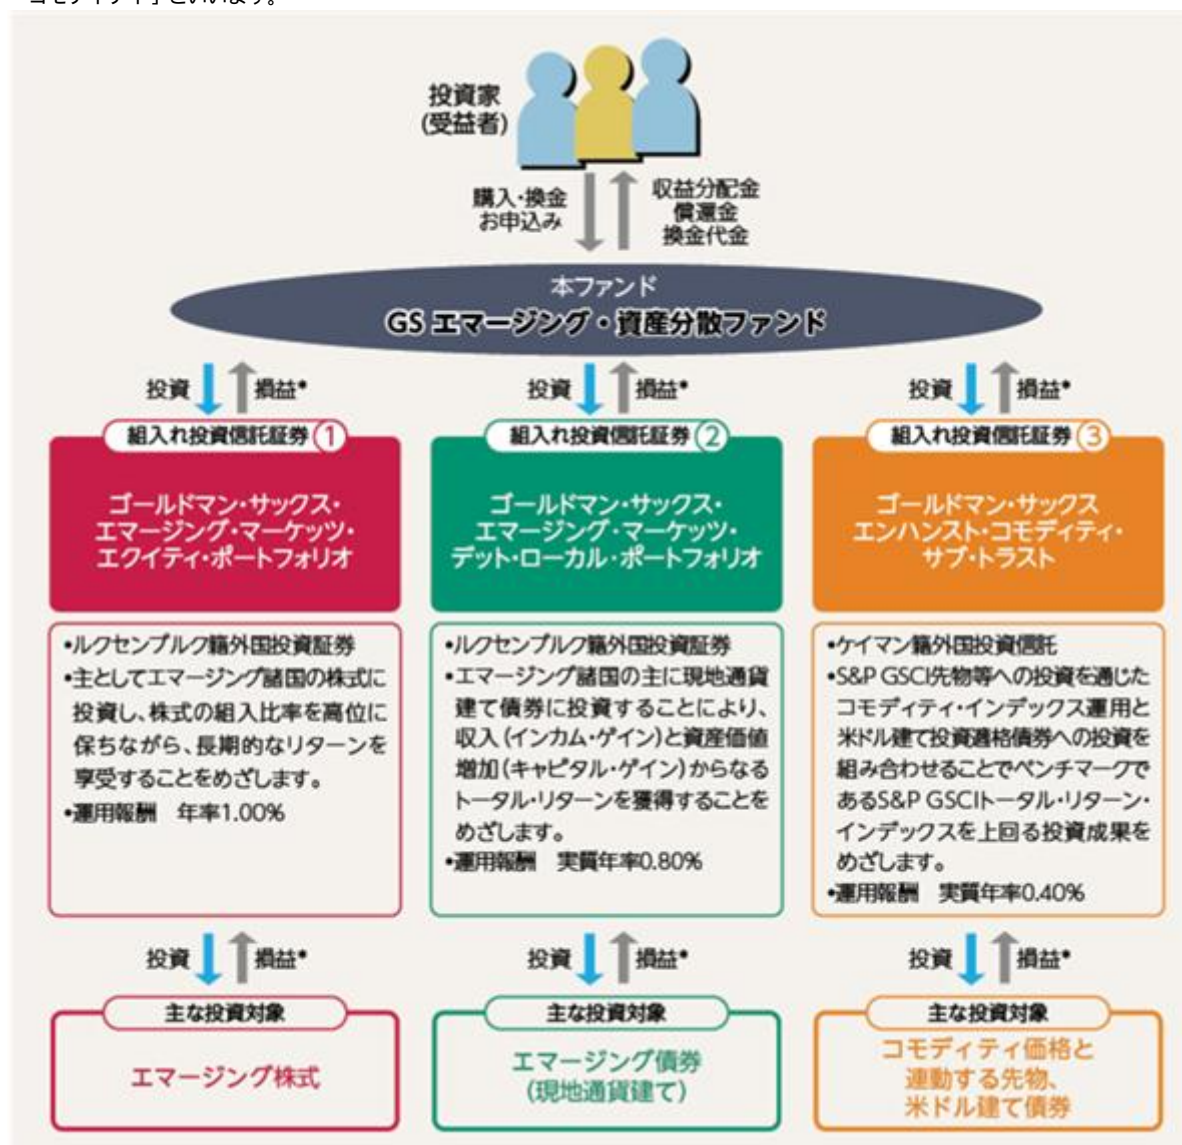 コモディティ」といいます。
投資家
(受益者)
購入・換金
お申込み
収益分配金
償還金
換金代金
本ファンド
GS エマージング・資産分散ファンド
投資
損益*
投資
損益*
投資
損益*
組入れ投資信託証券①
ゴールドマン・サックス・
エマージング・マーケッツ・
エクイティ・ポートフォリオ
•ルクセンブルク籍外国投資証券
•主としてエマージング諸国の株式に
投資し、株式の組入比率を高位に
保ちながら、長期的なリターンを
享受することをめざします。
•運用報酬　年率1.00%
組入れ投資信託証券②
ゴールドマン・サックス・
エマージング・マーケッツ・
デット・ローカル・ポートフォリオ
•ルクセンブルク籍外国投資証券
•エマージング諸国の主に現地通貨
建て債券に投資することにより、
収入(インカム・ゲイン)と資産価値
増加(キャピタル・ゲイン)からなる
トータル・リターンを獲得することを
めざします。
•運用報酬　実質年率0.80%
組入れ投資信託証券③
ゴールドマン・サックス
エンハンスト・コモディティ・
サブ・トラスト
•ケイマン籍外国投資信託
•S&P GSCI先物等への投資を通じた
コモディティ・インデックス運用と
米ドル建て投資適格債券への投資を
組み合わせることでベンチマークで
あるS&P GSCIトータル・リターン・
インデックスを上回る投資成果を
めざします。
•運用報酬　実質年率0.40%
投資
損益*
投資
損益*
投資
損益*
主な投資対象
エマージング株式
主な投資対象
エマージング債券
(現地通貨建て)
主な投資対象
コモディティ価格と
連動する先物、
米ドル建て債券